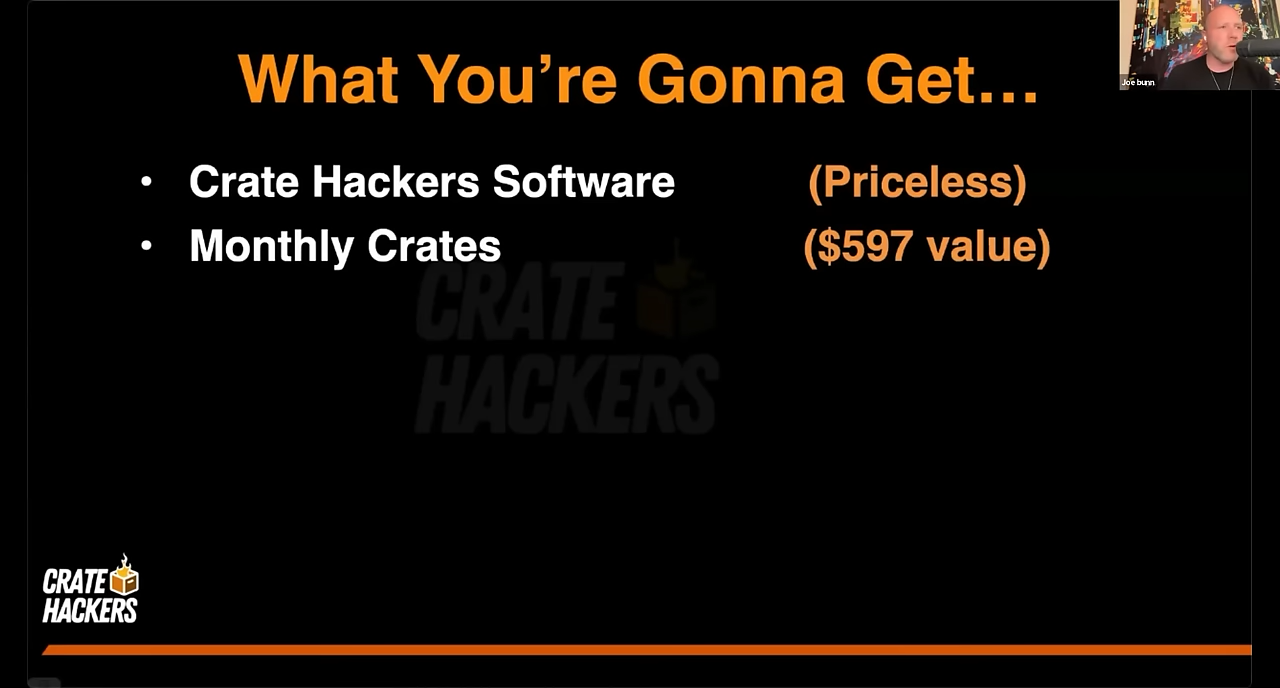 What You’re Gonna Get…
Joe bunn
• Crate Hackers Software (Priceless)
• Monthly Crates ($597 value)
CRATE
HACKERS
CRATE
HACKERS